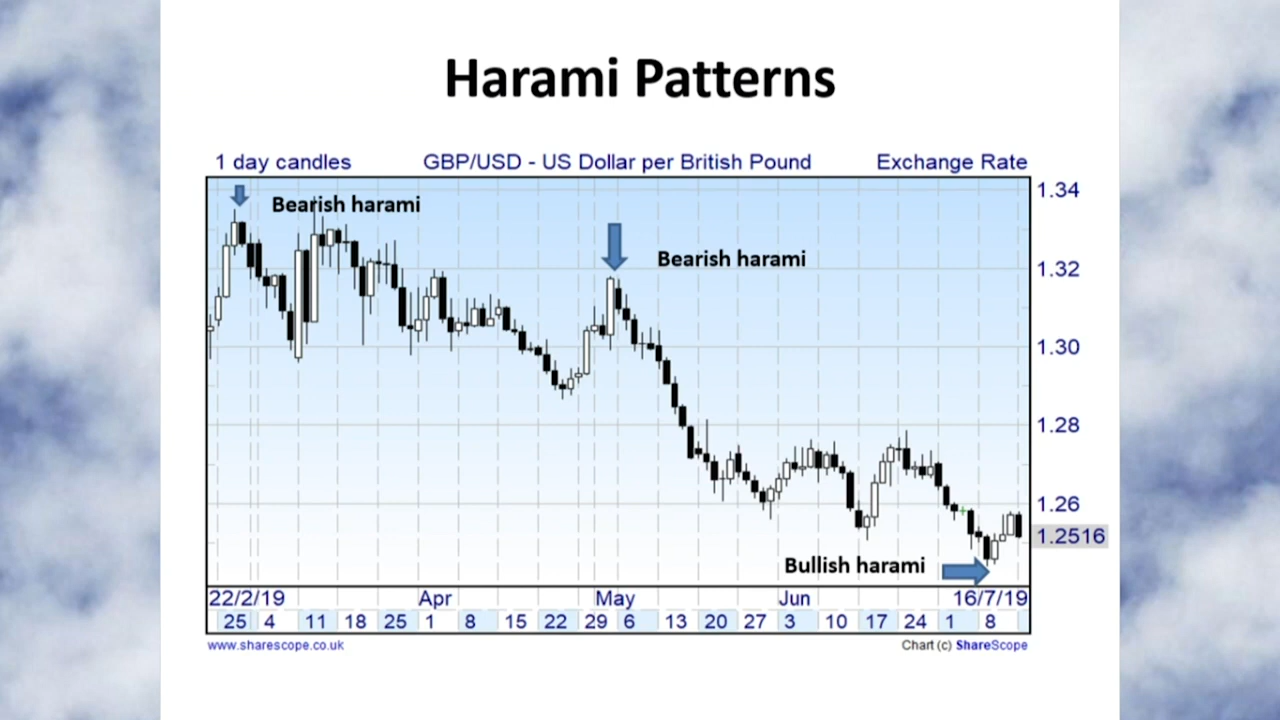 Harami Patterns
1 day candles GBP/USD - US Dollar per British Pound Exchange Rate
1.34
Bearish harami
Bearish harami
1.32
1.30
1.28
1.26
1.2516
Bullish harami
22/2/19 Apr May Jun 16/7/19
25 4 11 18 25 1 8 15 22 29 6 13 20 27 3 10 17 24 1 8
www.sharescope.co.uk Chart (c) ShareScope